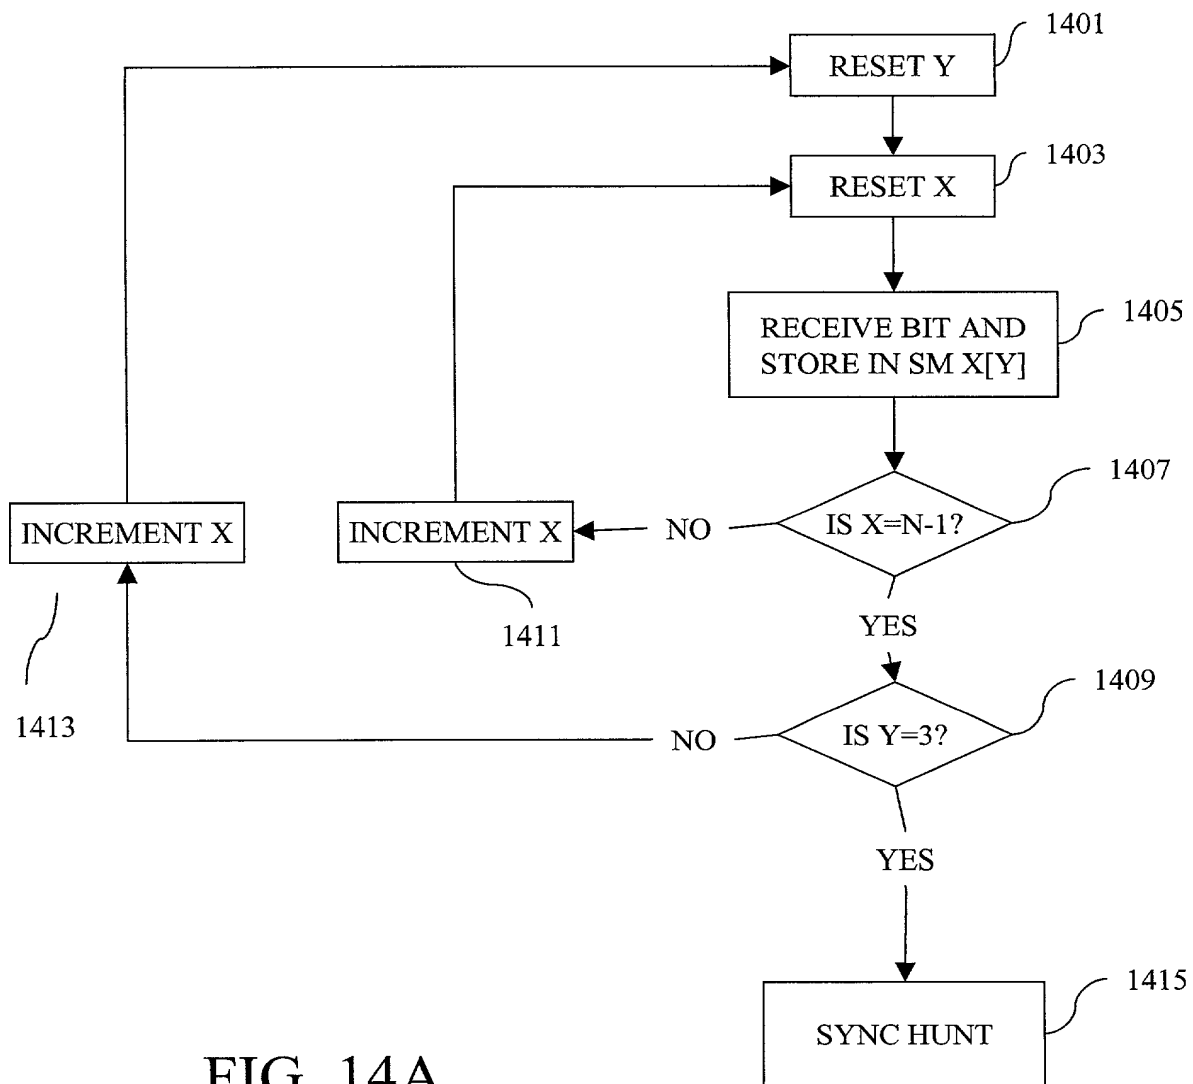 1401
RESET Y
1403
RESET X
1405
RECEIVE BIT AND
STORE IN SM X[Y]
1407
IS X=N-1?
NO
INCREMENT X
INCREMENT X
1411
YES
1409
1413
IS Y=3?
NO
YES
1415
SYNC HUNT
FIG. 14A